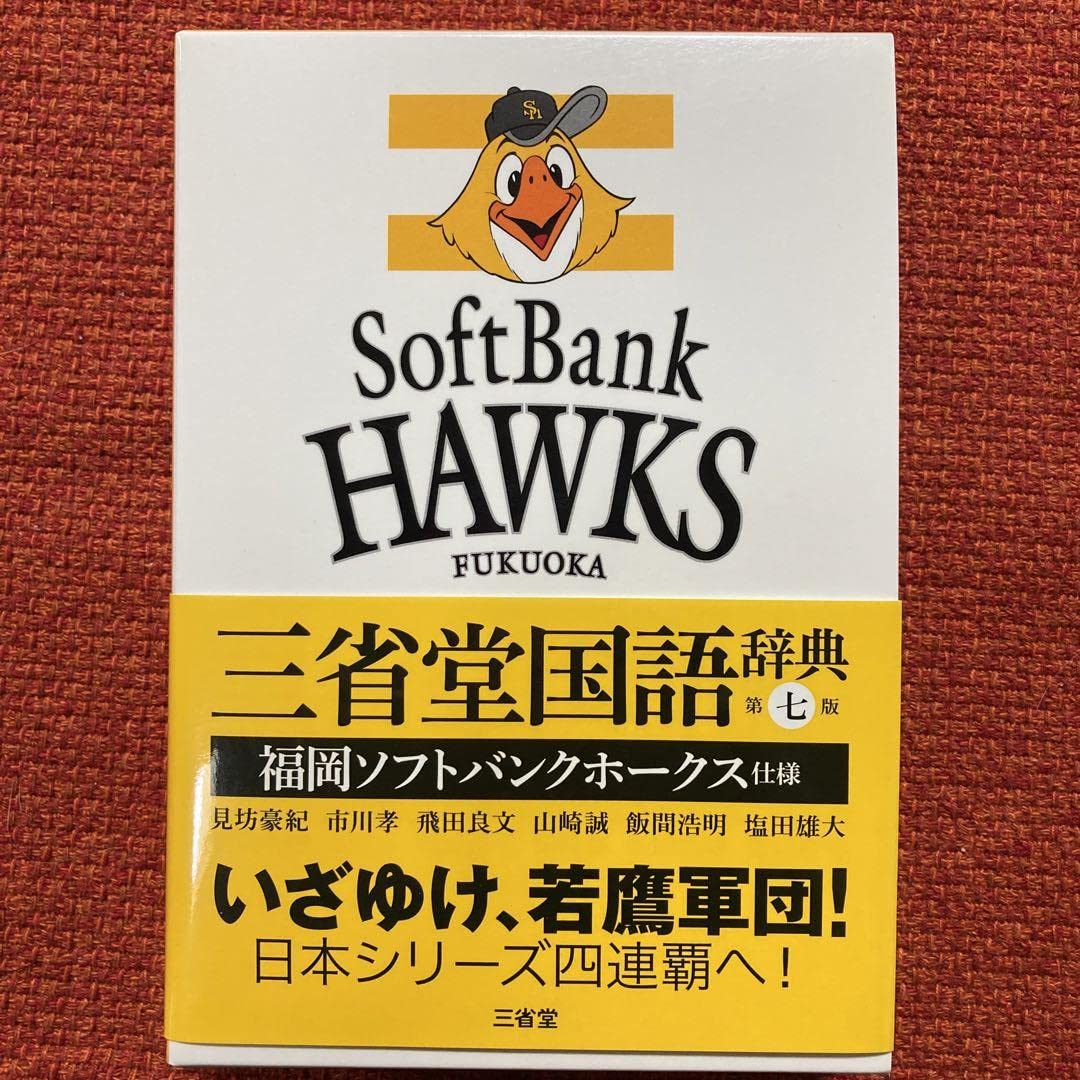 SH
SoftBank
HAWKS
FUKUOKA
三省堂国語辞典
第七版
福岡ソフトバンクホークス仕様
見坊豪紀 市川孝 飛田良文 山崎誠 飯間浩明 塩田雄大
いざゆけ、若鷹軍団!
日本シリーズ四連覇へ!
三省堂